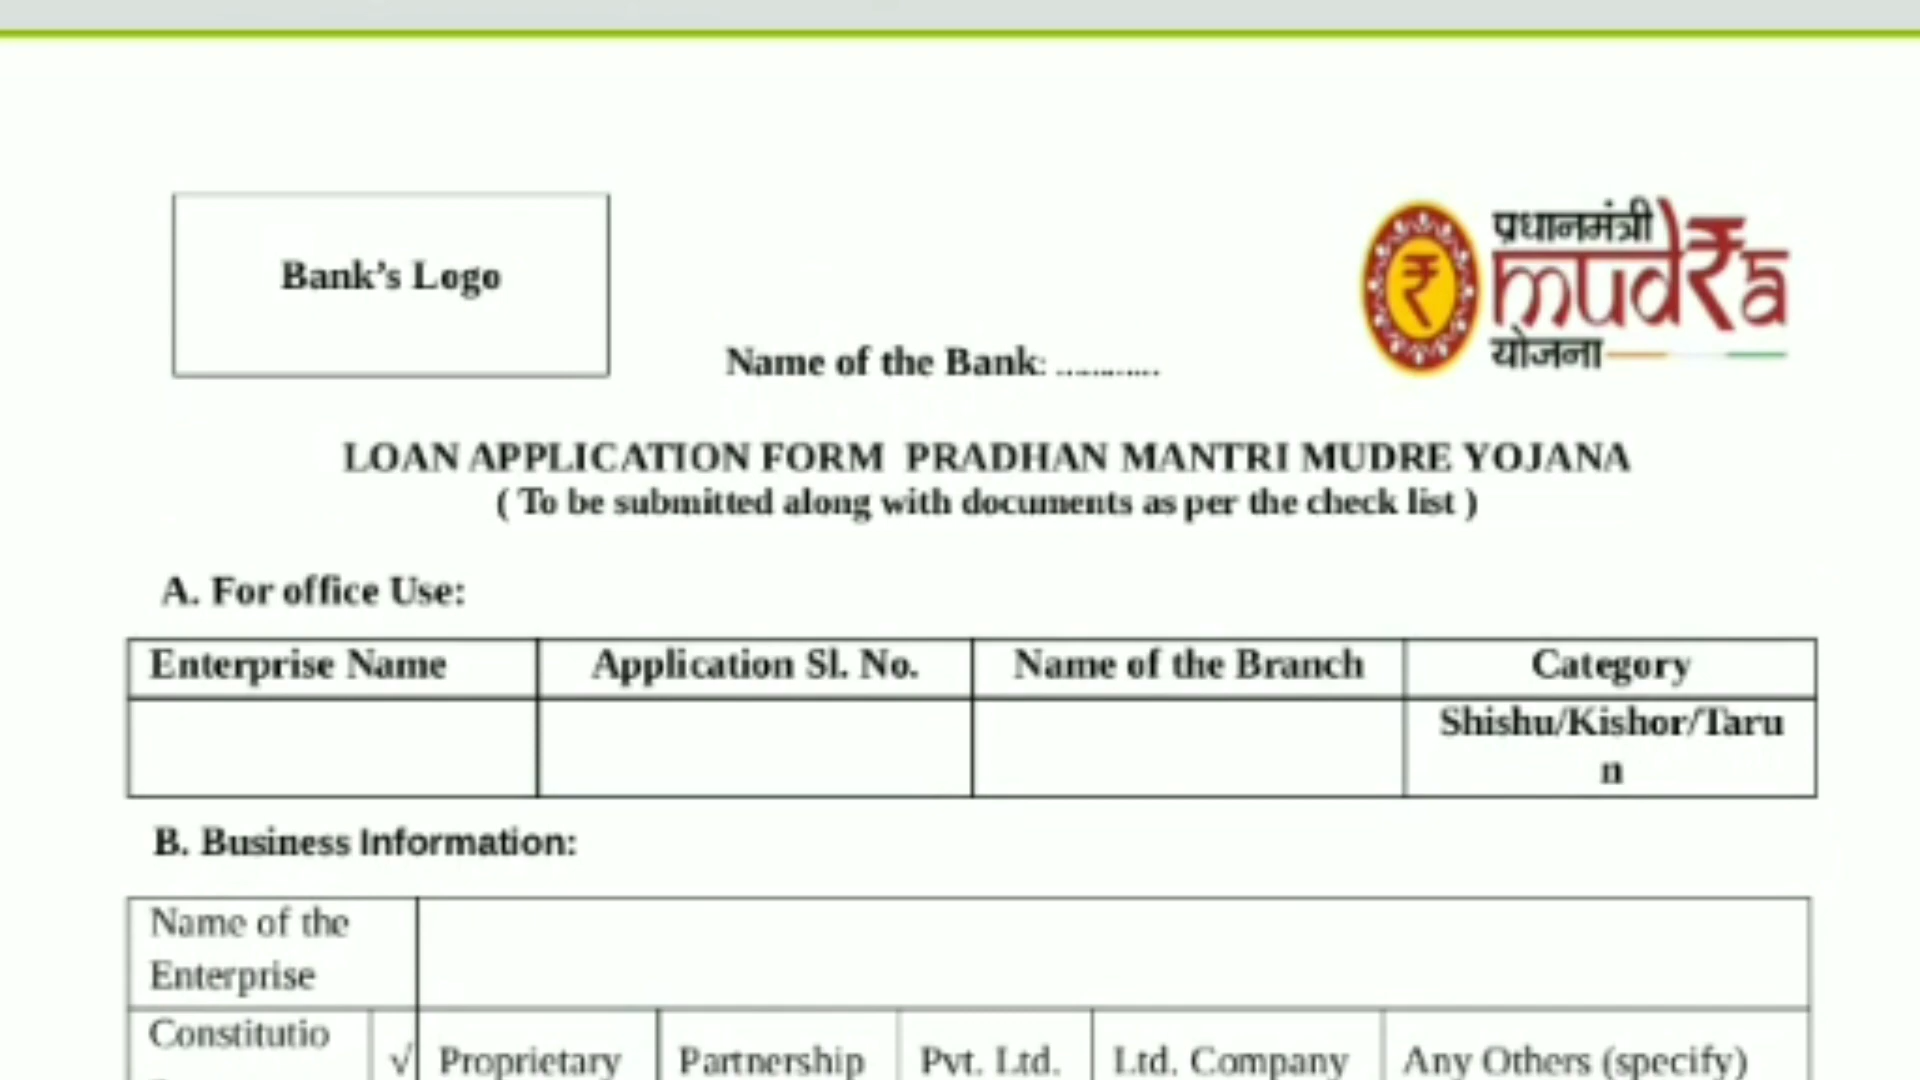 Bank’s Logo
प्रधानमंत्री
mudRa
योजना
Name of the Bank: ............
LOAN APPLICATION FORM PRADHAN MANTRI MUDRE YOJANA
( To be submitted along with documents as per the check list )
A. For office Use:
Enterprise Name Application Sl. No. Name of the Branch Category
Shishu/Kishor/Taru
n
B. Business Information:
Name of the
Enterprise
Constitutio
√ Proprietary Partnership Pvt. Ltd. Ltd. Company Any Others (specify)